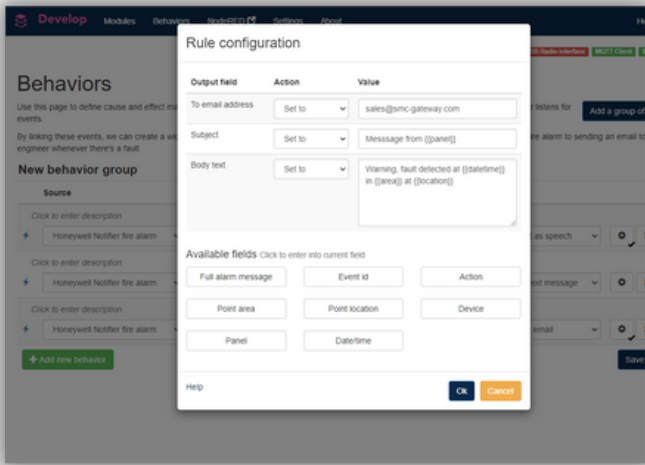 Develop Modules Behaviors NodeRED Settings About
Rule configuration
Output field Action Value
To email address Set to sales@smc-gateway.com
Subject Set to Messsage from {{panel}}
Body text Set to Warning, fault detected at {{datetime}}
in {{area}} at {{location}}
Available fields Click to enter into current field
Full alarm message Event id Action
Point area Point location Device
Panel Date/time
Help Ok Cancel
Radio interface MQTT Client
Behaviors
Use this page to define cause and effect
listens for
events.
Add a group of
By linking these events, we can create a
fire alarm to sending an email to
engineer whenever there's a fault
New behavior group
Source
Click to enter description
Honeywell Notifier fire alarm as speech
Click to enter description
Honeywell Notifier fire alarm message
Click to enter description
Honeywell Notifier fire alarm email
Add new behavior Save